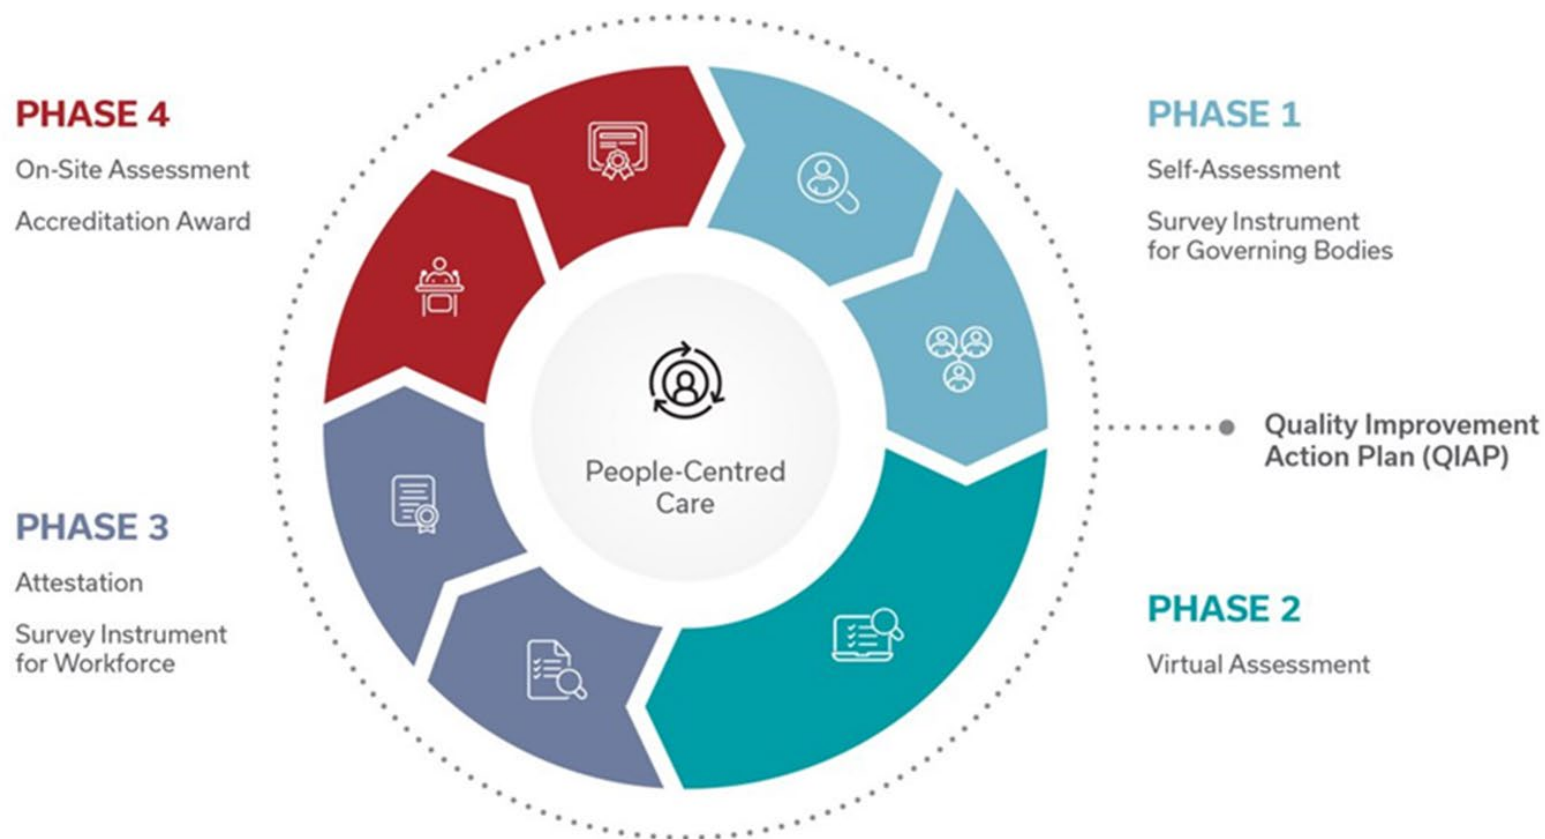 PHASE 4
On-Site Assessment
Accreditation Award
PHASE 1
Self-Assessment
Survey Instrument
for Governing Bodies
People-Centred
Care
Quality Improvement
Action Plan (QIAP)
PHASE 3
Attestation
Survey Instrument
for Workforce
PHASE 2
Virtual Assessment